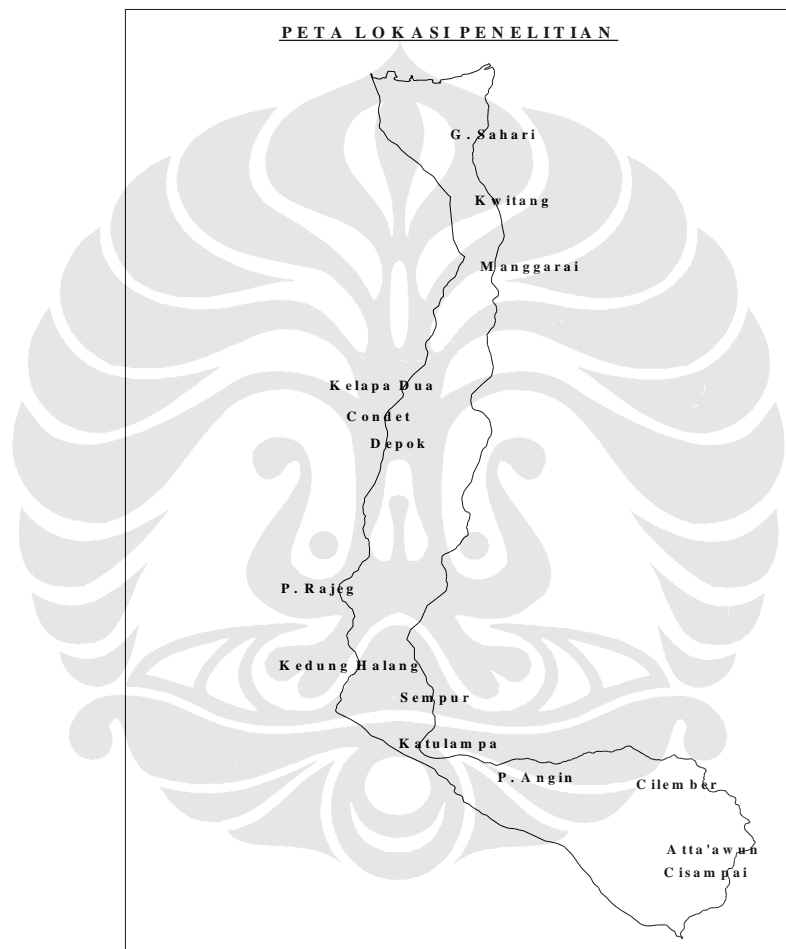 PETA LOKASI PENELITIAN
G. Sahari
Kwitang
Manggarai
Kelapa Dua
Condet
Depok
P. Rajeg
Kedung Halang
Sempur
Katulampa
P. Angin
Cilember
Atta'awun
Cisampai